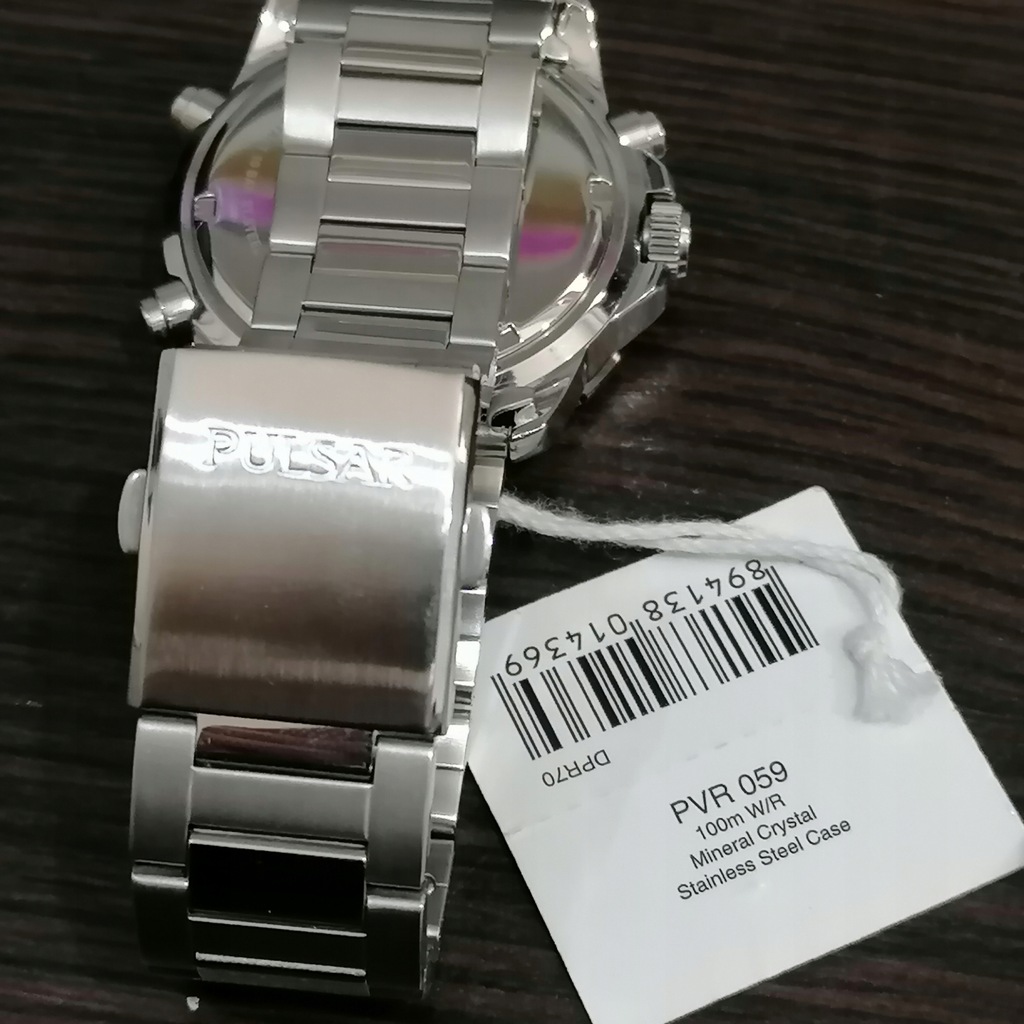 PULSAR
894138 014369
DPR70
PVR 059
100m W/R
Mineral Crystal
Stainless Steel Case